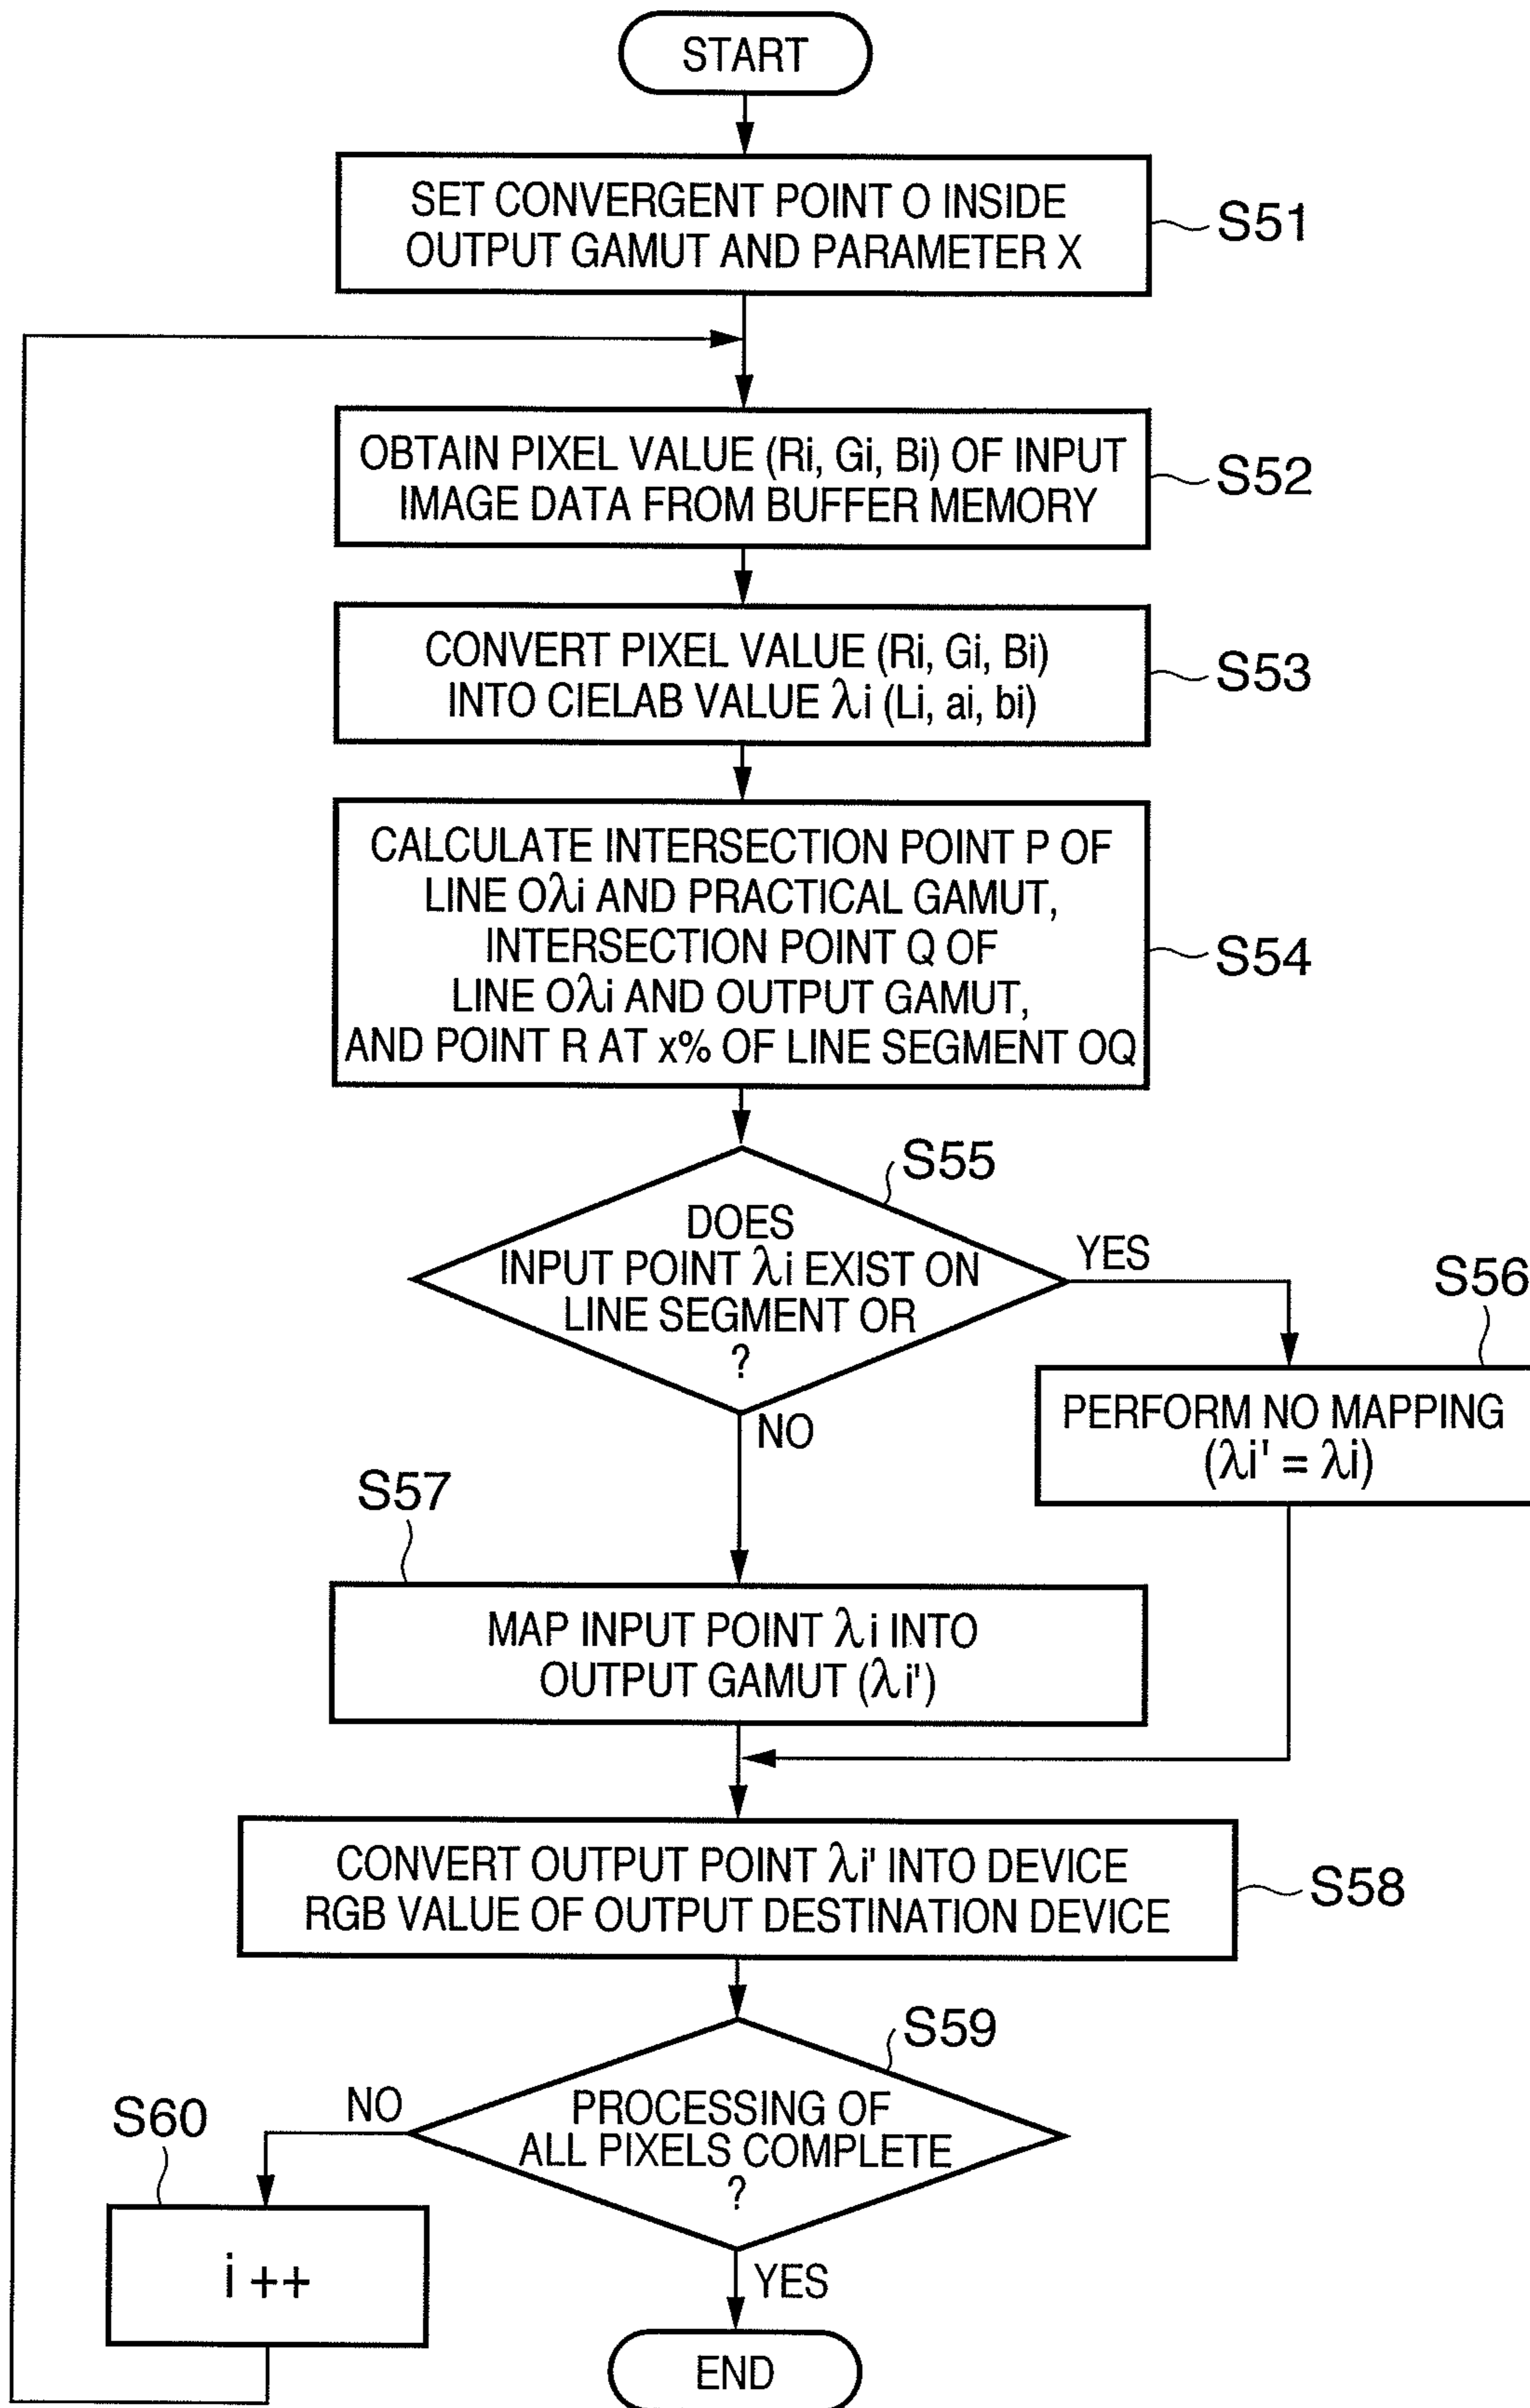 START
SET CONVERGENT POINT O INSIDE
OUTPUT GAMUT AND PARAMETER X
S51
OBTAIN PIXEL VALUE (Ri, Gi, Bi) OF INPUT
IMAGE DATA FROM BUFFER MEMORY
S52
CONVERT PIXEL VALUE (Ri, Gi, Bi)
INTO CIELAB VALUE λi (Li, ai, bi)
S53
CALCULATE INTERSECTION POINT P OF
LINE Oλi AND PRACTICAL GAMUT,
INTERSECTION POINT Q OF
LINE Oλi AND OUTPUT GAMUT,
AND POINT R AT x% OF LINE SEGMENT OQ
S54
S55
DOES
INPUT POINT λi EXIST ON
LINE SEGMENT OR
?
YES
NO
S56
PERFORM NO MAPPING
(λi' = λi)
S57
MAP INPUT POINT λi INTO
OUTPUT GAMUT (λi')
CONVERT OUTPUT POINT λi' INTO DEVICE
RGB VALUE OF OUTPUT DESTINATION DEVICE
S58
S59
PROCESSING OF
ALL PIXELS COMPLETE
?
NO
S60
i ++
YES
END